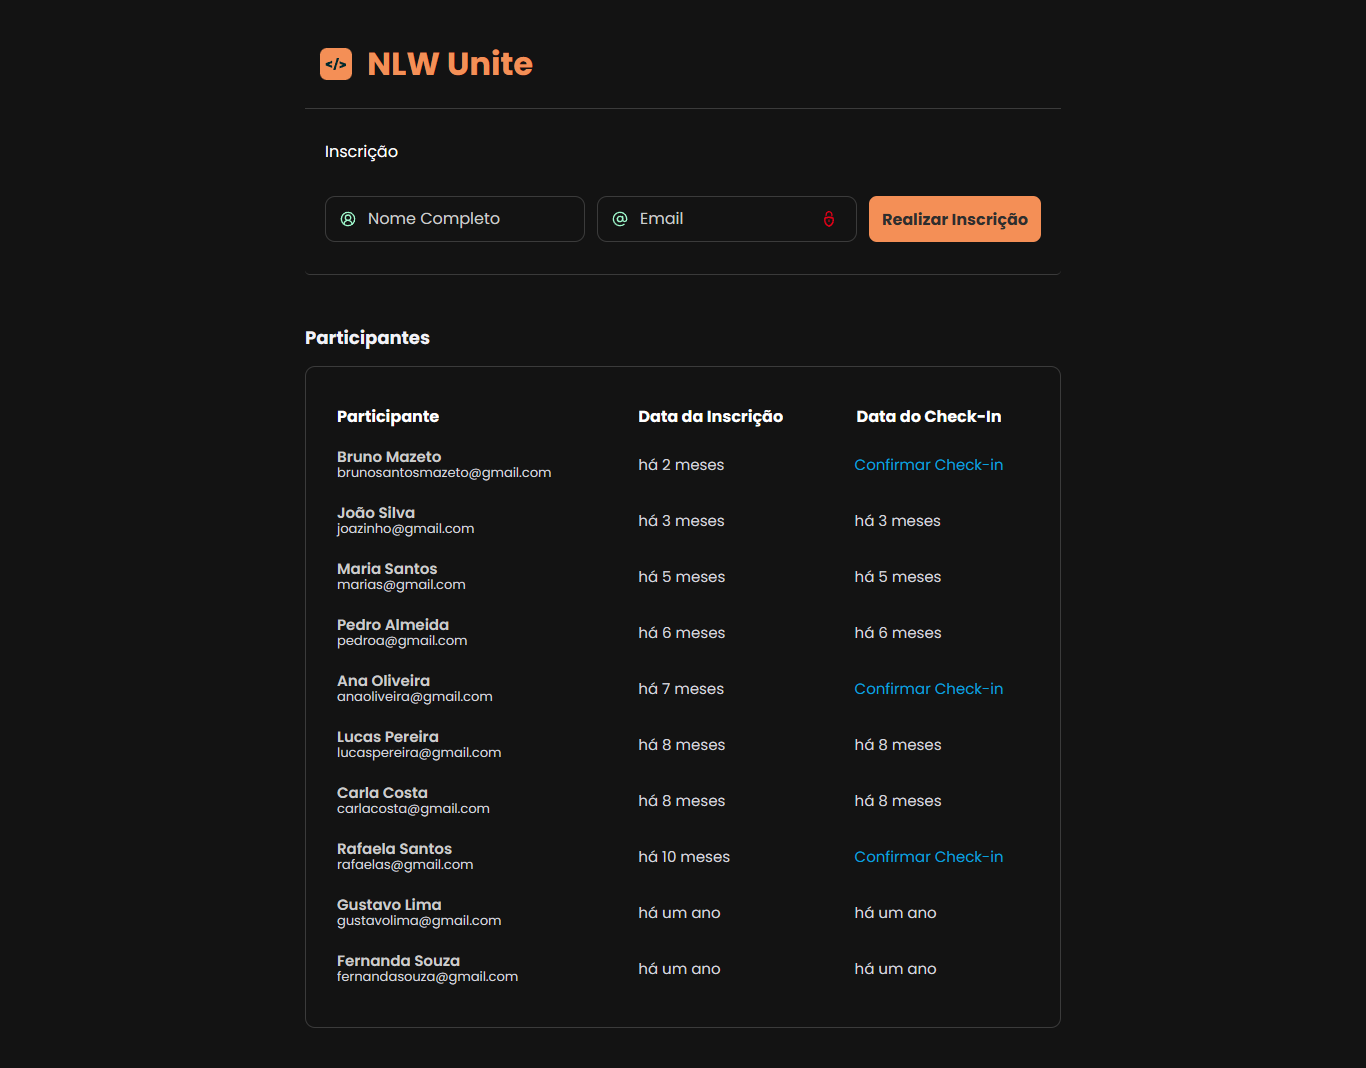 </> NLW Unite
Inscrição
Nome Completo Email Realizar Inscrição
Participantes
Participante Data da Inscrição Data do Check-In
Bruno Mazeto
brunosantosmazeto@gmail.com há 2 meses Confirmar Check-in
João Silva
joazinho@gmail.com há 3 meses há 3 meses
Maria Santos
marias@gmail.com há 5 meses há 5 meses
Pedro Almeida
pedroa@gmail.com há 6 meses há 6 meses
Ana Oliveira
anaoliveira@gmail.com há 7 meses Confirmar Check-in
Lucas Pereira
lucaspereira@gmail.com há 8 meses há 8 meses
Carla Costa
carlacosta@gmail.com há 8 meses há 8 meses
Rafaela Santos
rafaelas@gmail.com há 10 meses Confirmar Check-in
Gustavo Lima
gustavolima@gmail.com há um ano há um ano
Fernanda Souza
fernandasouza@gmail.com há um ano há um ano